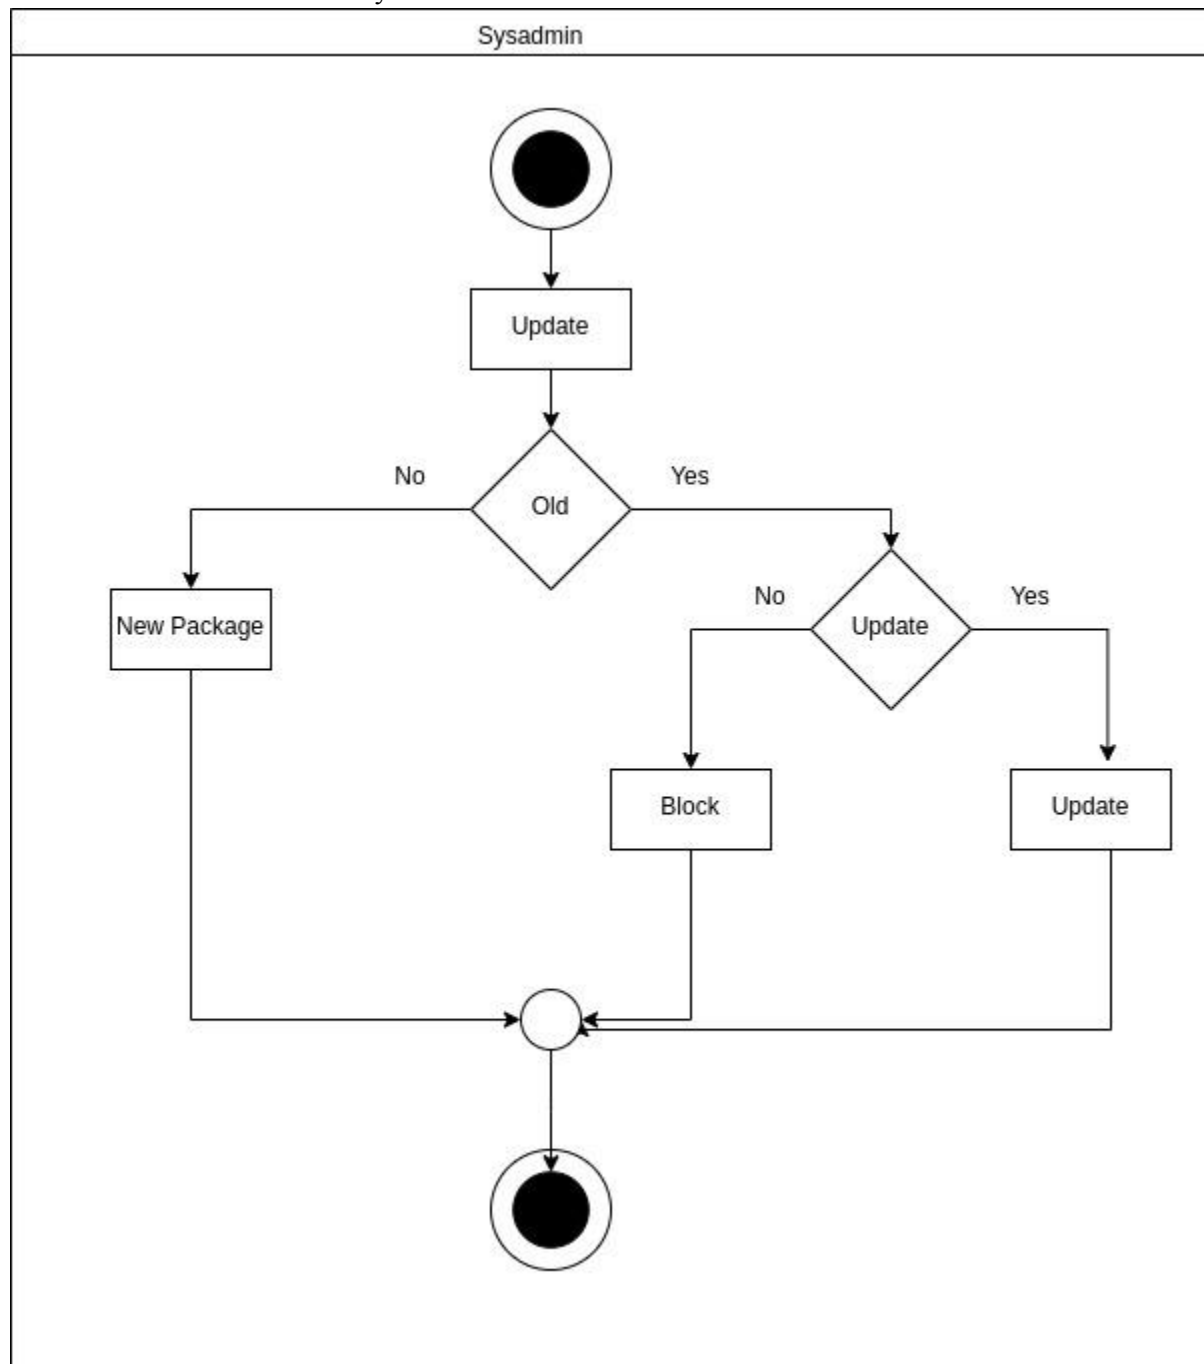 Sysadmin
Update
No
Yes
Old
No
Yes
New Package
Update
Block
Update